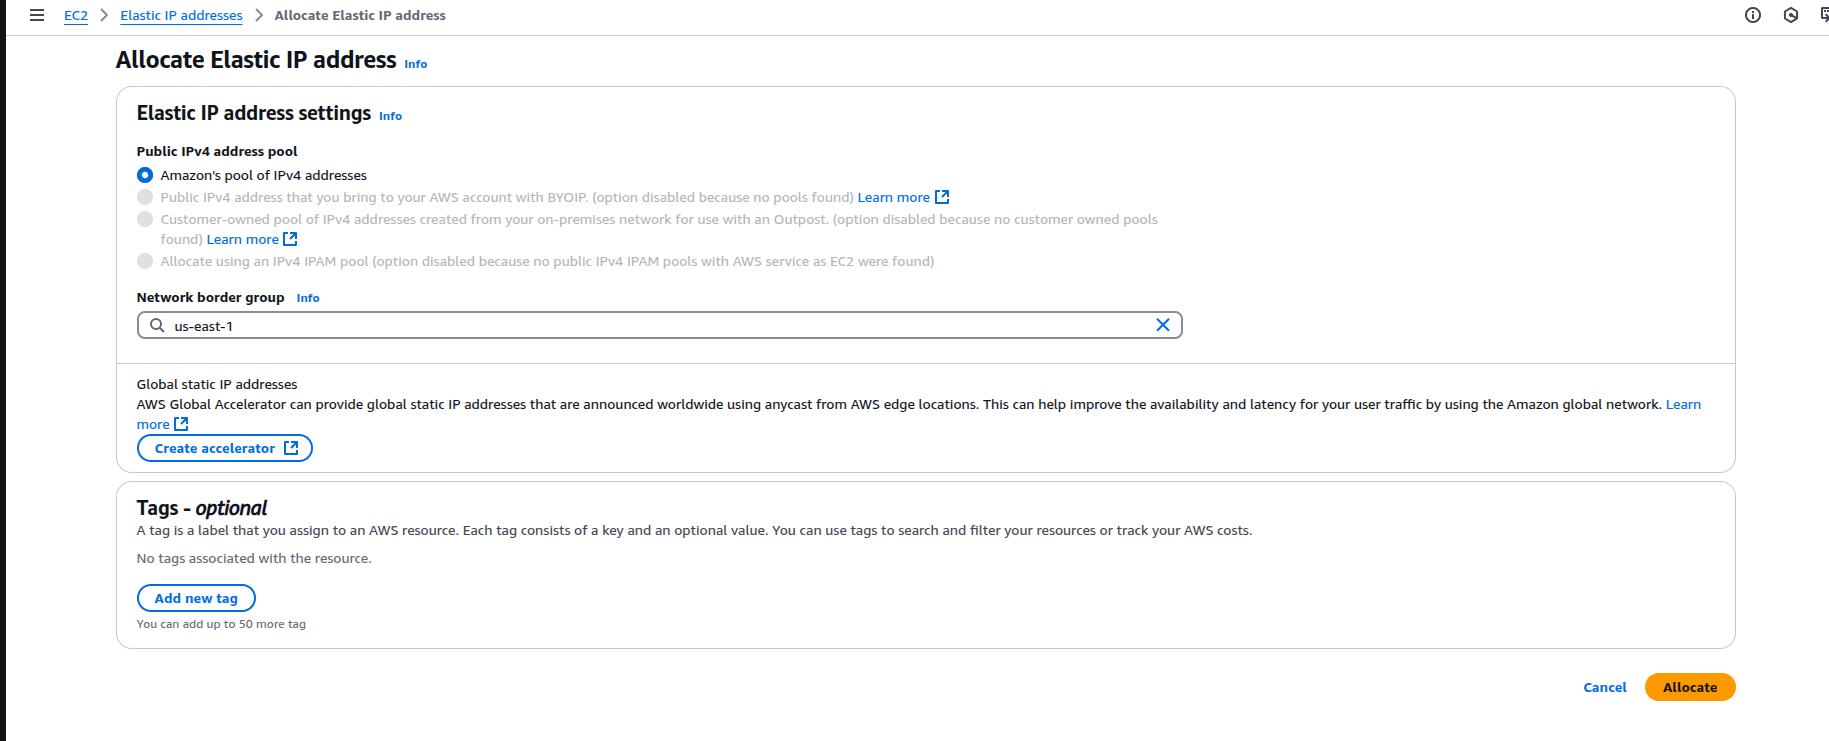 EC2 > Elastic IP addresses > Allocate Elastic IP address
Allocate Elastic IP address Info
Elastic IP address settings Info
Public IPv4 address pool
Amazon's pool of IPv4 addresses
Public IPv4 address that you bring to your AWS account with BYOIP. (option disabled because no pools found) Learn more
Customer-owned pool of IPv4 addresses created from your on-premises network for use with an Outpost. (option disabled because no customer owned pools
found) Learn more
Allocate using an IPv4 IPAM pool (option disabled because no public IPv4 IPAM pools with AWS service as EC2 were found)
Network border group Info
us-east-1
Global static IP addresses
AWS Global Accelerator can provide global static IP addresses that are announced worldwide using anycast from AWS edge locations. This can help improve the availability and latency for your user traffic by using the Amazon global network. Learn
more
Create accelerator
Tags - optional
A tag is a label that you assign to an AWS resource. Each tag consists of a key and an optional value. You can use tags to search and filter your resources or track your AWS costs.
No tags associated with the resource.
Add new tag
You can add up to 50 more tag
Cancel Allocate